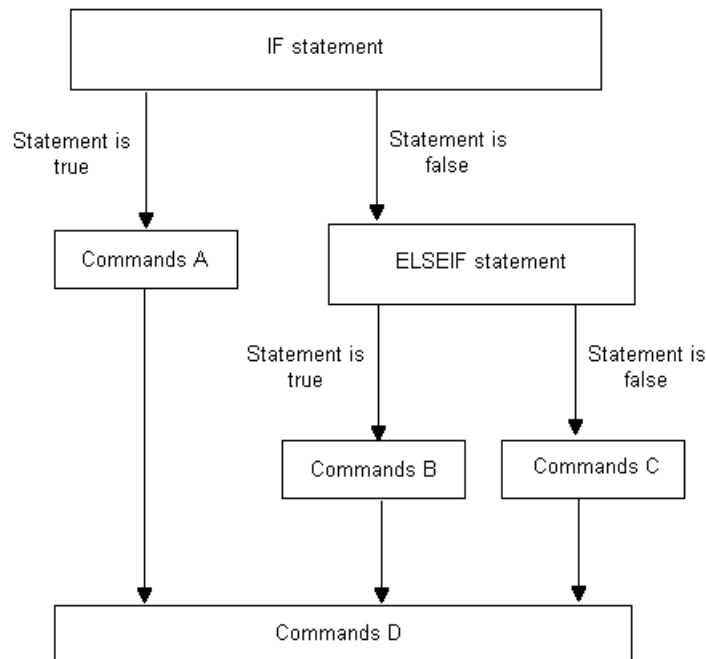 IF statement
Statement is
true
Statement is
false
Commands A
ELSEIF statement
Statement is
true
Statement is
false
Commands B
Commands C
Commands D